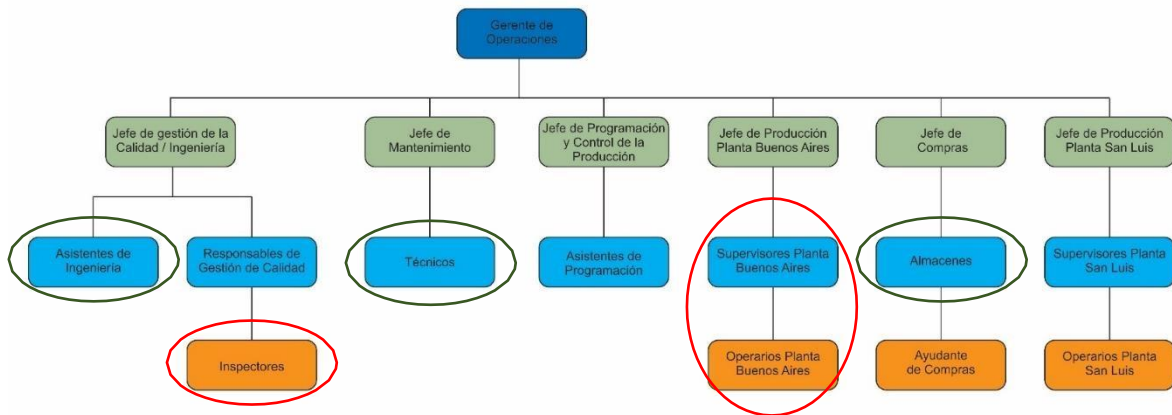 Gerente de
Operaciones
Jefe de gestión de la
Calidad / Ingeniería
Jefe de
Mantenimiento
Jefe de Programación
y Control de la
Producción
Jefe de Producción
Planta Buenos Aires
Jefe de
Compras
Jefe de Producción
Planta San Luis
Asistentes de
Ingeniería
Responsables de
Gestión de Calidad
Técnicos
Asistentes de
Programación
Supervisores Planta
Buenos Aires
Almacenes
Supervisores Planta
San Luis
Inspectores
Operarios Planta
Buenos Aires
Ayudante
de Compras
Operarios Planta
San Luis